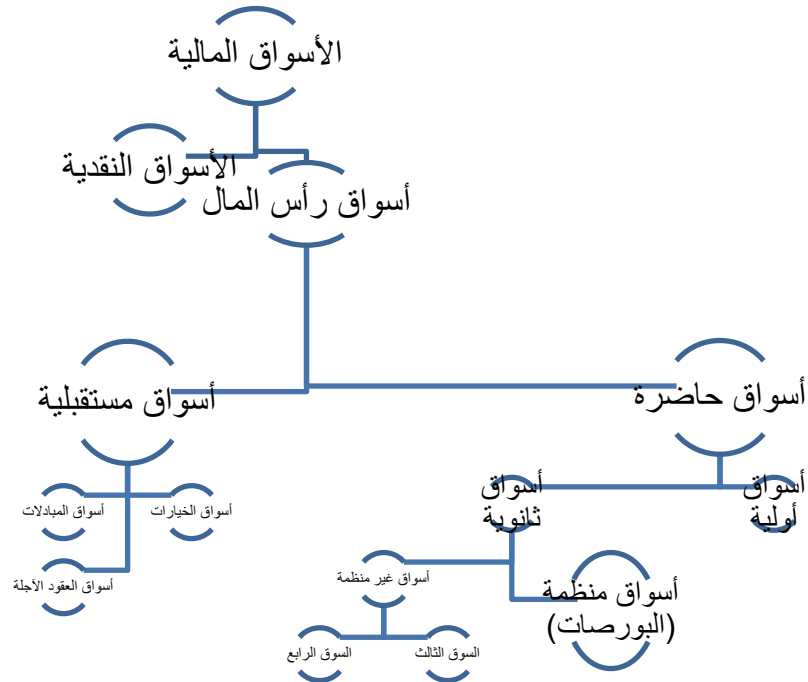 الأسواق المالية
الأسواق النقدية
أسواق رأس المال
أسواق حاضرة
أسواق مستقبلية
أسواق
أولية
أسواق
ثانوية
أسواق الخيارات
أسواق المبادلات
أسواق العقود الآجلة
أسواق غير منظمة
أسواق منظمة
(البورصات)
السوق الثالث
السوق الرابع